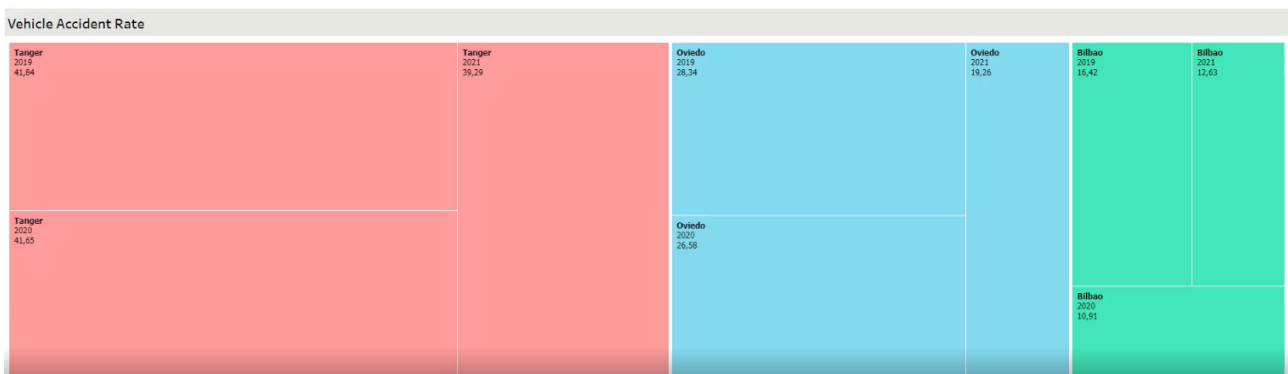 Vehicle Accident Rate
Tanger
2019
41,84
Tanger
2020
41,65
Tanger
2021
39,29
Oviedo
2019
28,34
Oviedo
2020
26,58
Oviedo
2021
19,26
Bilbao
2019
16,42
Bilbao
2021
12,63
Bilbao
2020
10,91